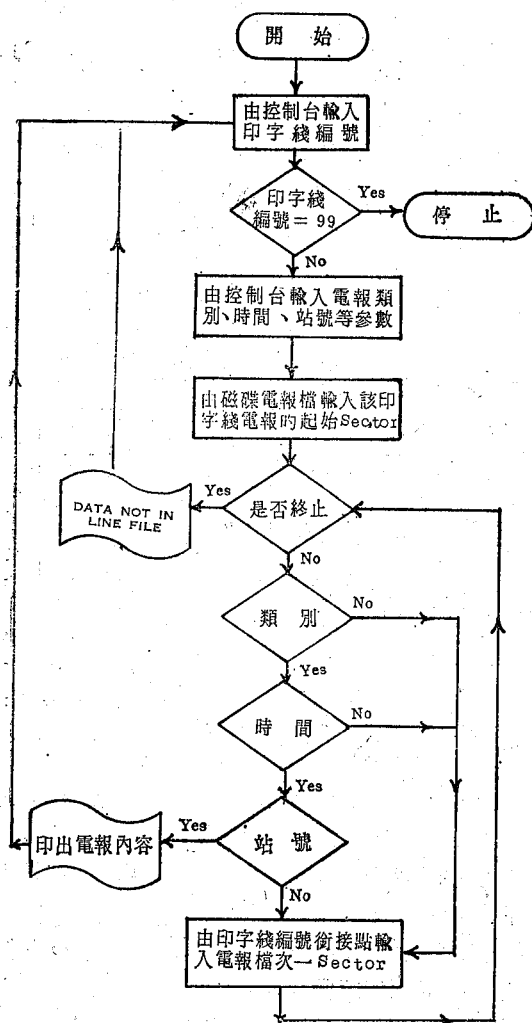 開 始
由控制台輸入
印字綫編號
印字綫
編號=99
Yes
停 止
No
由控制台輸入電報類
別、時間、站號等參數
由磁碟電報檔輸入該印
字綫電報的起始Sector
是否終止
Yes
DATA NOT IN
LINE FILE
No
類 別
No
Yes
時 間
No
Yes
站 號
Yes
印出電報內容
No
由印字綫編號銜接點輸
入電報檔次一Sector